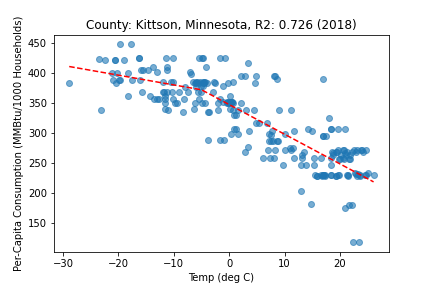 County: Kittson, Minnesota, R2: 0.726 (2018)
Per-Capita Consumption (MMBtu/1000 Households)
450
400
350
300
250
200
150
−30 −20 −10 0 10 20
Temp (deg C)